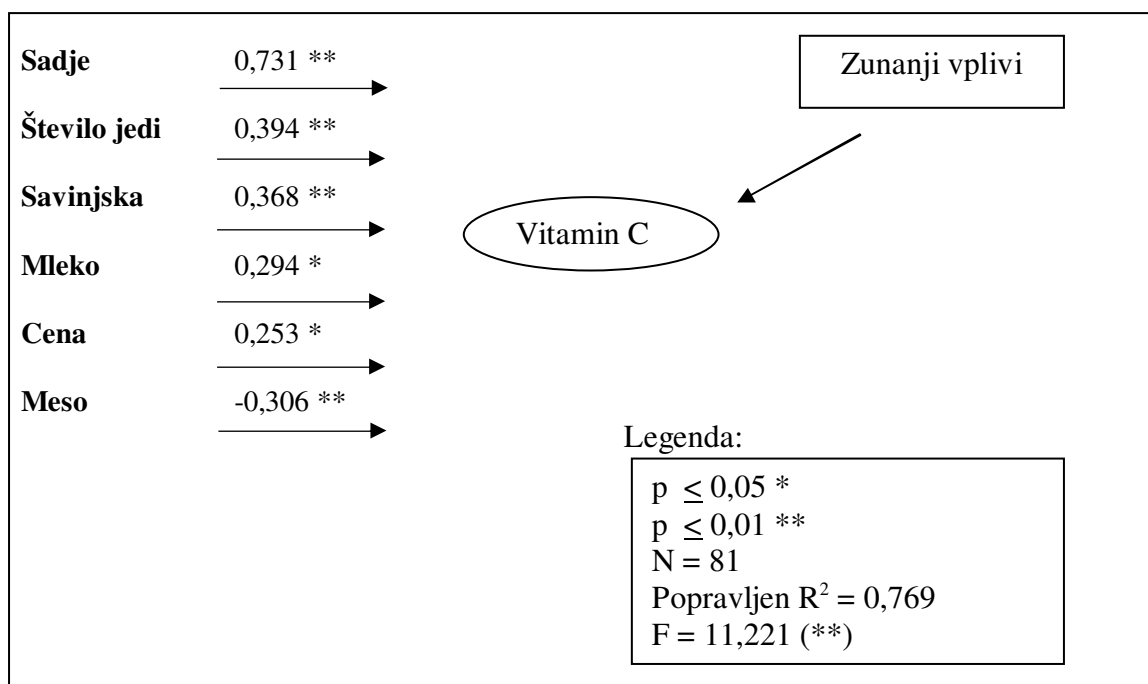 Sadje 0,731 **
Zunanji vplivi
Število jedi 0,394 **
Savinjska 0,368 **
Vitamin C
Mleko 0,294 *
Cena 0,253 *
Meso -0,306 **
Legenda:
p ≤ 0,05 *
p ≤ 0,01 **
N = 81
Popravljen R² = 0,769
F = 11,221 (**)